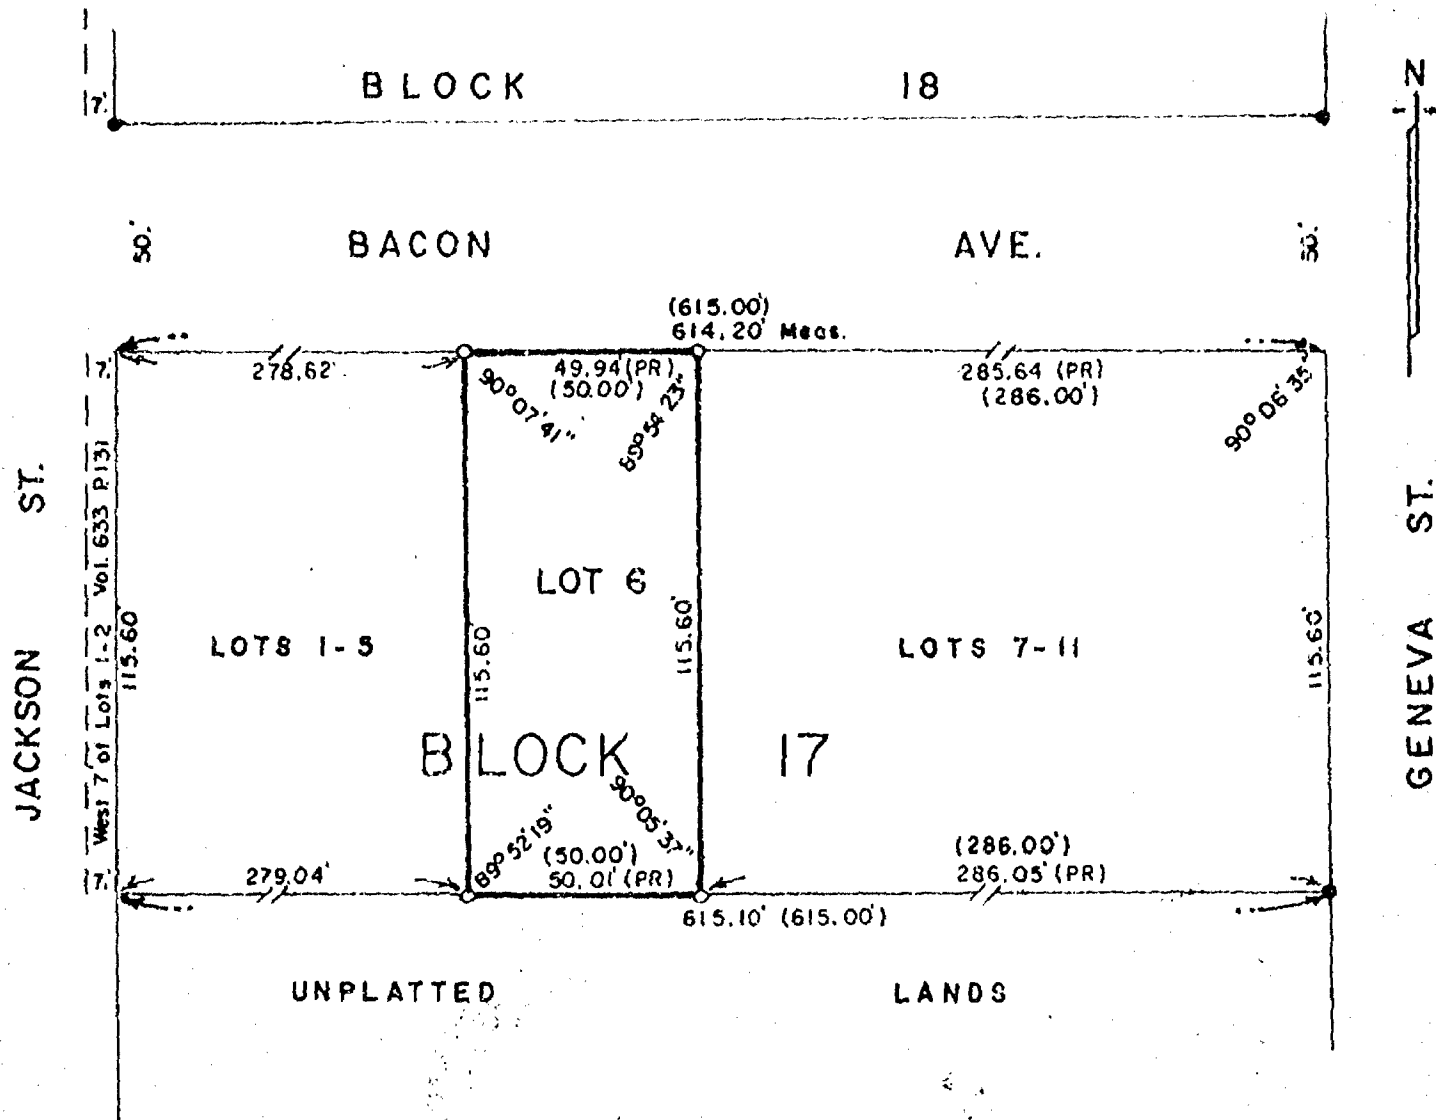 BLOCK 18
N
7'.
50.'
BACON AVE.
50.'
(615.00')
614.20' Meas.
7'.
278.62'
49.94'(PR)
(50.00')
285.64 (PR)
(286.00')
90°07'41"
89°54'23"
90°06'35"
JACKSON ST.
West 7' of Lots 1-2 Vol. 633 P.131
115.60'
LOTS 1-5
115.60'
LOT 6
115.60'
LOTS 7-11
115.60'
GENEVA ST.
BLOCK 17
89°52'19"
90°05'37"
7.'
279.04'
(50.00')
50.01'(PR)
(286.00')
286.05'(PR)
615.10' (615.00')
UNPLATTED LANDS